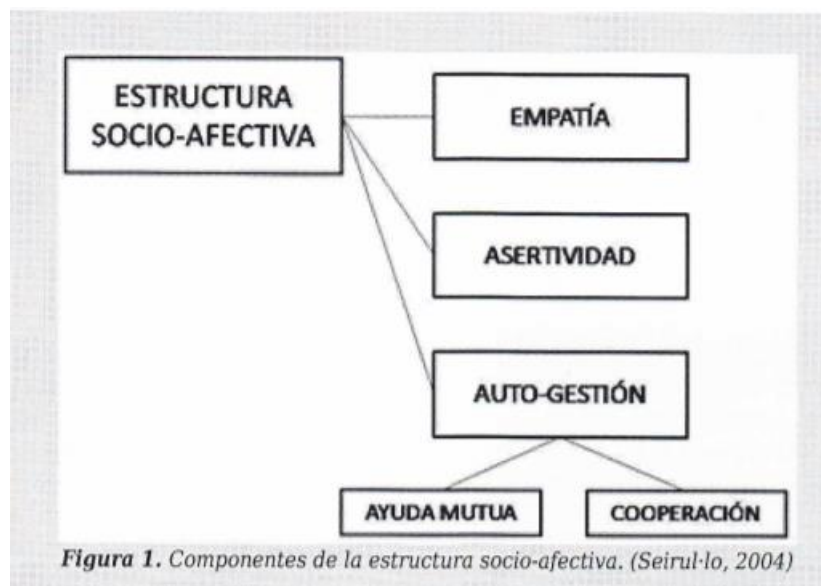 ESTRUCTURA
SOCIO-AFECTIVA
EMPATÍA
ASERTIVIDAD
AUTO-GESTIÓN
AYUDA MUTUA
COOPERACIÓN
Figura 1. Componentes de la estructura socio-afectiva. (Seirul·lo, 2004)